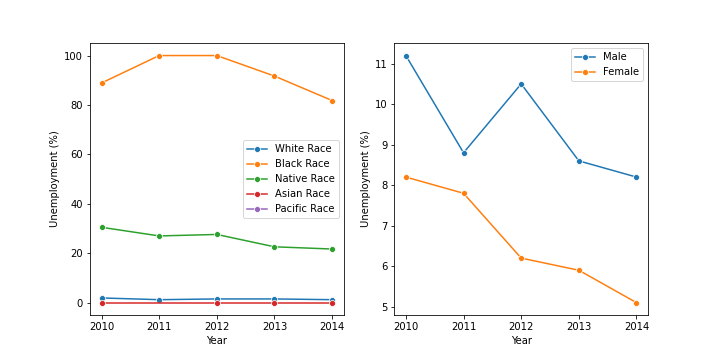 100
80
60
40
20
0
Unemployment (%)
White Race
Black Race
Native Race
Asian Race
Pacific Race
2010 2011 2012 2013 2014
Year
11
10
9
8
7
6
5
Unemployment (%)
Male
Female
2010 2011 2012 2013 2014
Year